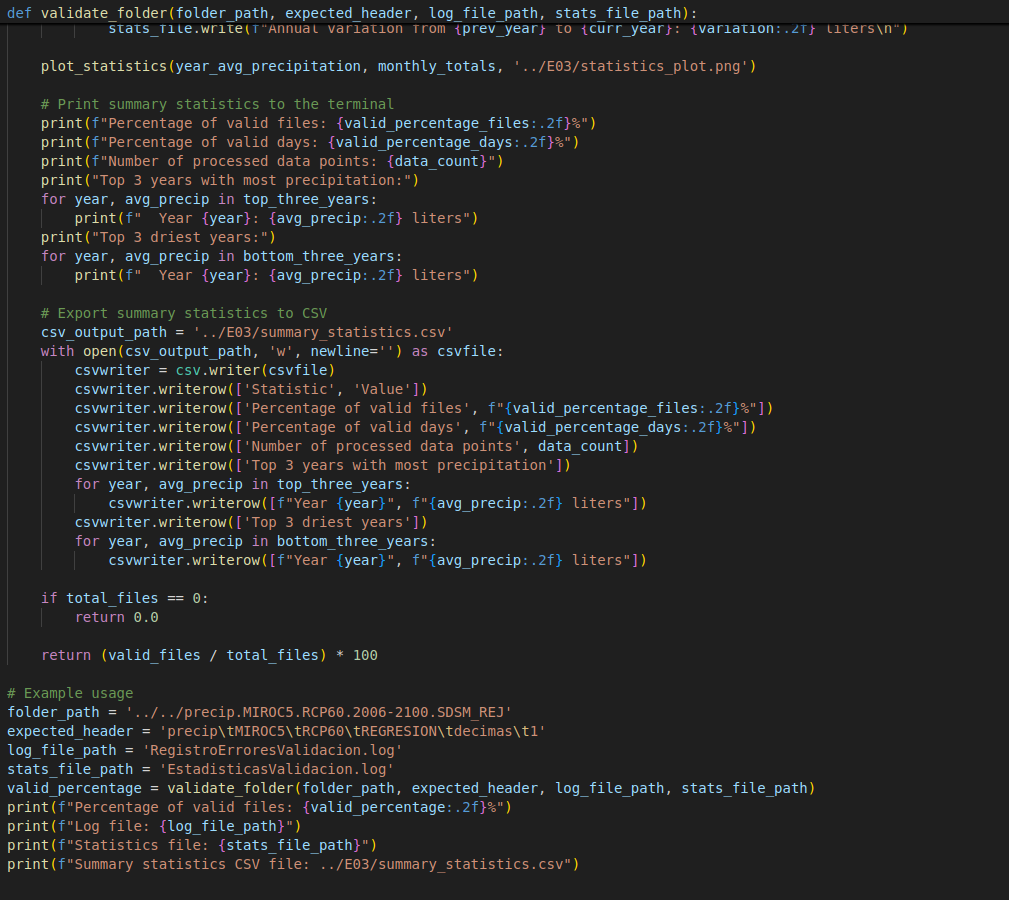 def validate_folder(folder_path, expected_header, log_file_path, stats_file_path):
            stats_file.write(f"Annual variation from {prev_year} to {curr_year}: {variation:.2f} liters\n")

    plot_statistics(year_avg_precipitation, monthly_totals, '../E03/statistics_plot.png')

    # Print summary statistics to the terminal
    print(f"Percentage of valid files: {valid_percentage_files:.2f}%")
    print(f"Percentage of valid days: {valid_percentage_days:.2f}%")
    print(f"Number of processed data points: {data_count}")
    print("Top 3 years with most precipitation:")
    for year, avg_precip in top_three_years:
        print(f"  Year {year}: {avg_precip:.2f} liters")
    print("Top 3 driest years:")
    for year, avg_precip in bottom_three_years:
        print(f"  Year {year}: {avg_precip:.2f} liters")

    # Export summary statistics to CSV
    csv_output_path = '../E03/summary_statistics.csv'
    with open(csv_output_path, 'w', newline='') as csvfile:
        csvwriter = csv.writer(csvfile)
        csvwriter.writerow(['Statistic', 'Value'])
        csvwriter.writerow(['Percentage of valid files', f"{valid_percentage_files:.2f}%"])
        csvwriter.writerow(['Percentage of valid days', f"{valid_percentage_days:.2f}%"])
        csvwriter.writerow(['Number of processed data points', data_count])
        csvwriter.writerow(['Top 3 years with most precipitation'])
        for year, avg_precip in top_three_years:
            csvwriter.writerow([f"Year {year}", f"{avg_precip:.2f} liters"])
        csvwriter.writerow(['Top 3 driest years'])
        for year, avg_precip in bottom_three_years:
            csvwriter.writerow([f"Year {year}", f"{avg_precip:.2f} liters"])

    if total_files == 0:
        return 0.0

    return (valid_files / total_files) * 100

# Example usage
folder_path = '../../precip.MIROC5.RCP60.2006-2100.SDSM_REJ'
expected_header = 'precip\tMIROC5\tRCP60\tREGRESION\tdecimas\t1'
log_file_path = 'RegistroErroresValidacion.log'
stats_file_path = 'EstadisticasValidacion.log'
valid_percentage = validate_folder(folder_path, expected_header, log_file_path, stats_file_path)
print(f"Percentage of valid files: {valid_percentage:.2f}%")
print(f"Log file: {log_file_path}")
print(f"Statistics file: {stats_file_path}")
print(f"Summary statistics CSV file: ../E03/summary_statistics.csv")